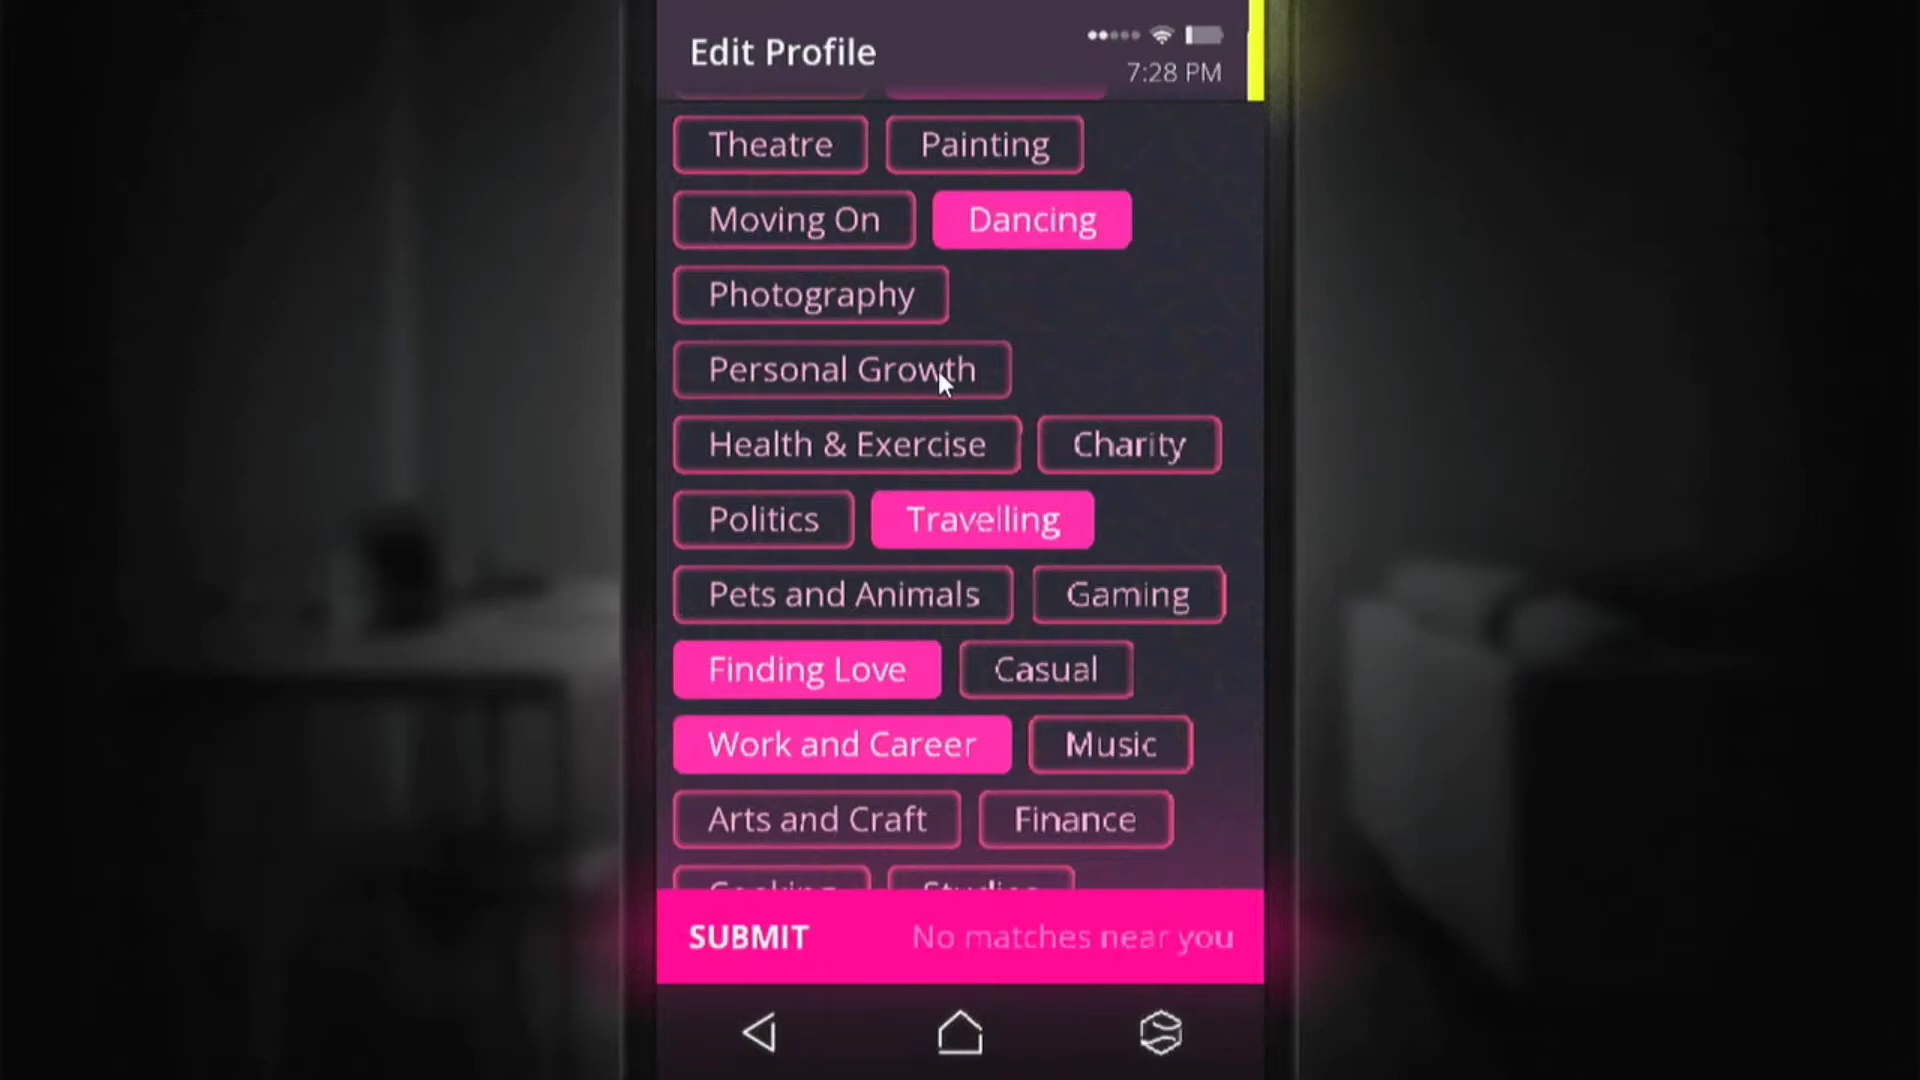 Edit Profile
7:28 PM
Theatre Painting
Moving On Dancing
Photography
Personal Growth
Health & Exercise Charity
Politics Travelling
Pets and Animals Gaming
Finding Love Casual
Work and Career Music
Arts and Craft Finance
Cooking Studies
SUBMIT No matches near you